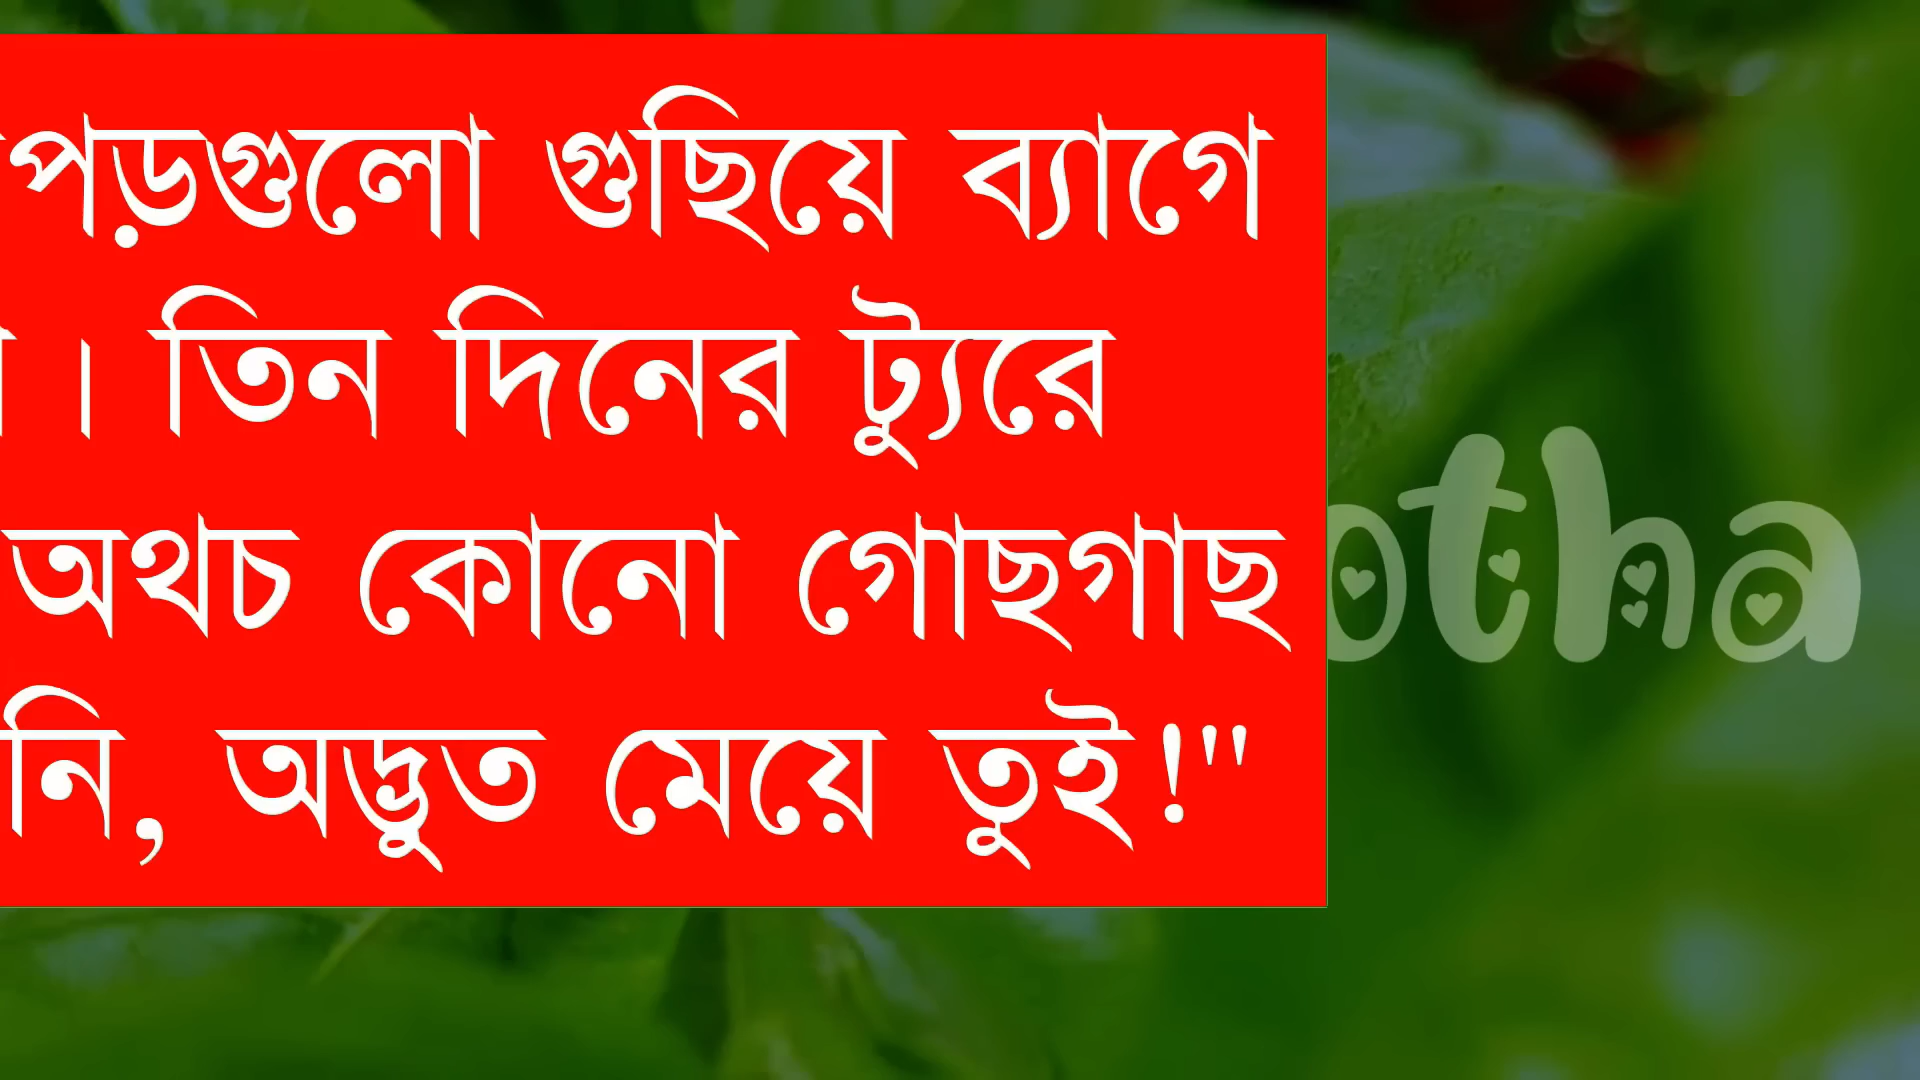 পড়গুলো গুছিয়ে ব্যাগে
। তিন দিনের ট্যুরে
অথচ কোনো গোছগাছ
নি, অদ্ভুত মেয়ে তুই!"
otha